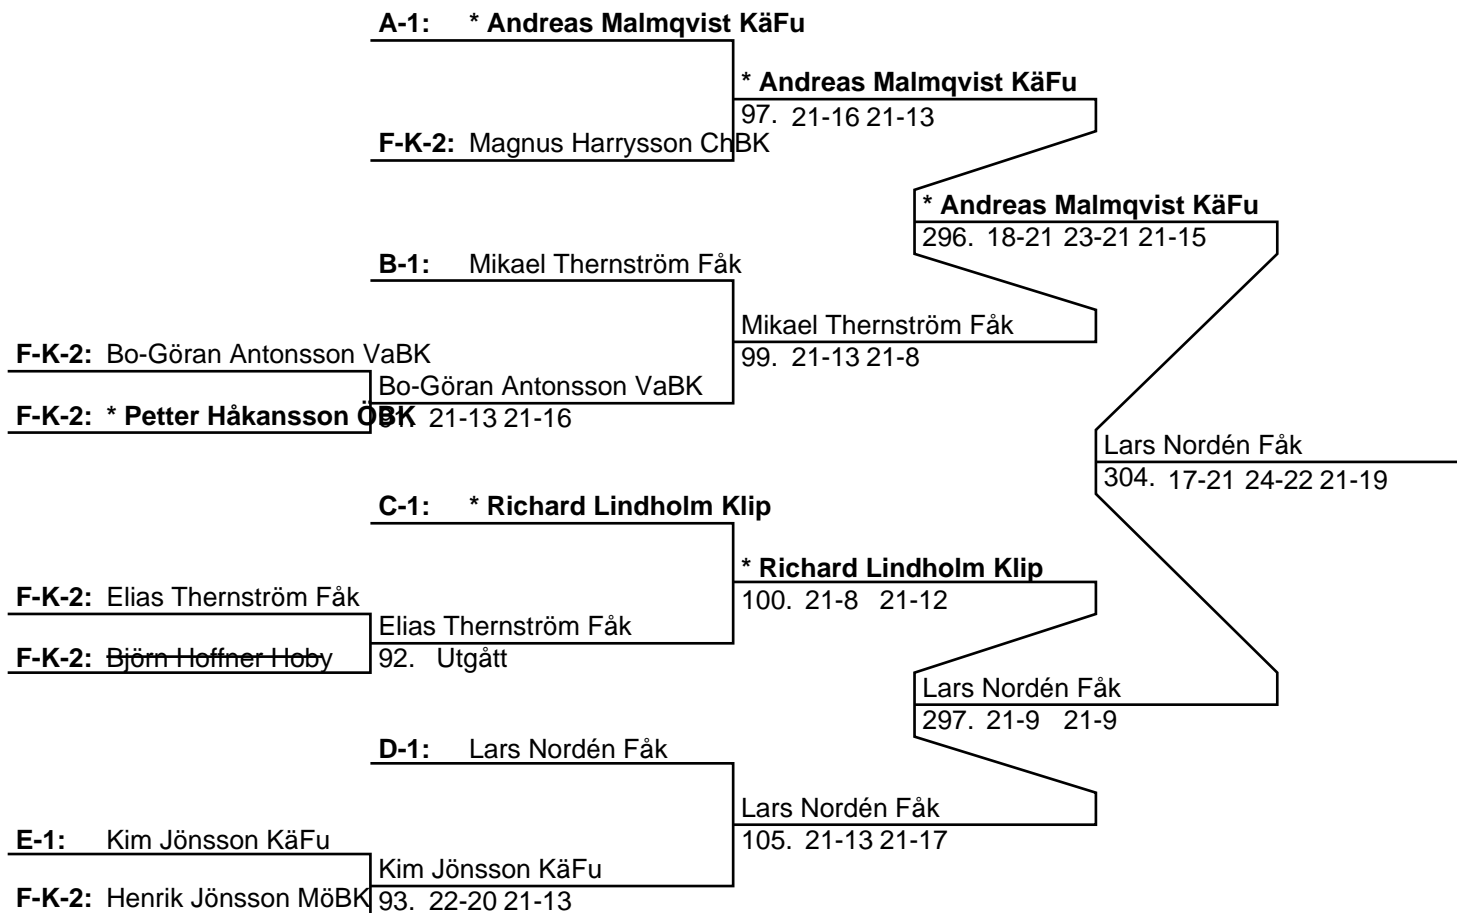 A-1: * Andreas Malmqvist KäFu
* Andreas Malmqvist KäFu
97. 21-16 21-13
F-K-2: Magnus Harrysson ChBK
* Andreas Malmqvist KäFu
296. 18-21 23-21 21-15
B-1: Mikael Thernström Fåk
Mikael Thernström Fåk
99. 21-13 21-8
F-K-2: Bo-Göran Antonsson VaBK
Bo-Göran Antonsson VaBK
F-K-2: * Petter Håkansson ÖBK
21-13 21-16
Lars Nordén Fåk
304. 17-21 24-22 21-19
C-1: * Richard Lindholm Klip
* Richard Lindholm Klip
100. 21-8 21-12
F-K-2: Elias Thernström Fåk
Elias Thernström Fåk
F-K-2: Björn Hoffner Hoby
92. Utgått
Lars Nordén Fåk
297. 21-9 21-9
D-1: Lars Nordén Fåk
Lars Nordén Fåk
105. 21-13 21-17
E-1: Kim Jönsson KäFu
Kim Jönsson KäFu
F-K-2: Henrik Jönsson MöBK
93. 22-20 21-13